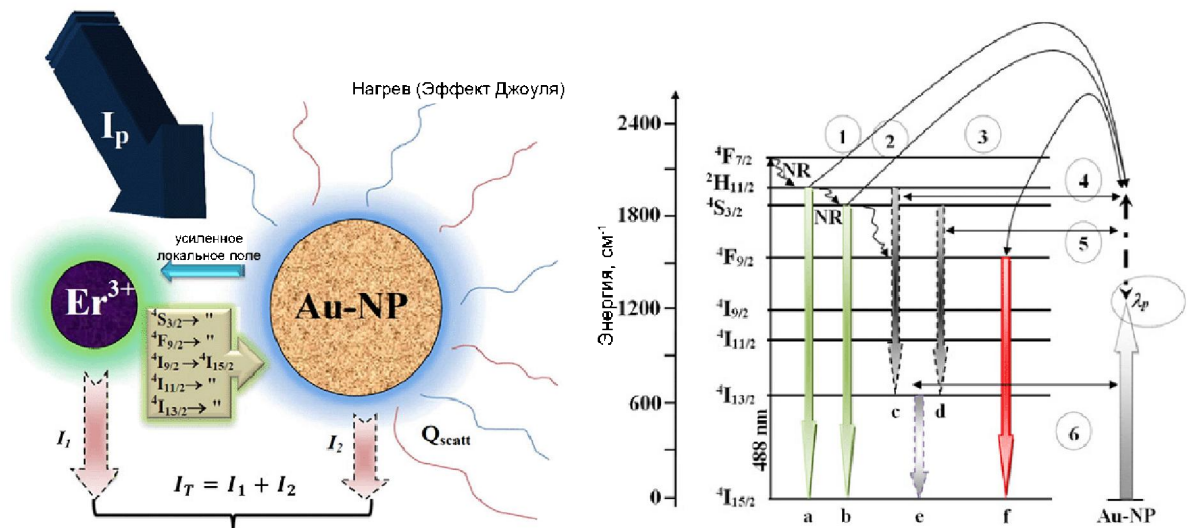 Нагрев (Эффект Джоуля)
Iₚ
усиленное
локальное поле
Er³⁺
Au-NP
⁴S₃/₂→ "
⁴F₉/₂→ "
⁴I₉/₂→⁴I₁₅/₂
⁴I₁₁/₂→ "
⁴I₁₃/₂→ "
I₁
I₂
Qscatt
I_T = I₁ + I₂
Энергия, см⁻¹
2400
1800
1200
600
0
⁴F₇/₂
²H₁₁/₂
⁴S₃/₂
⁴F₉/₂
⁴I₉/₂
⁴I₁₁/₂
⁴I₁₃/₂
⁴I₁₅/₂
NR
NR
488 nm
1
2
3
4
5
6
λₚ
c
d
a
b
e
f
Au-NP